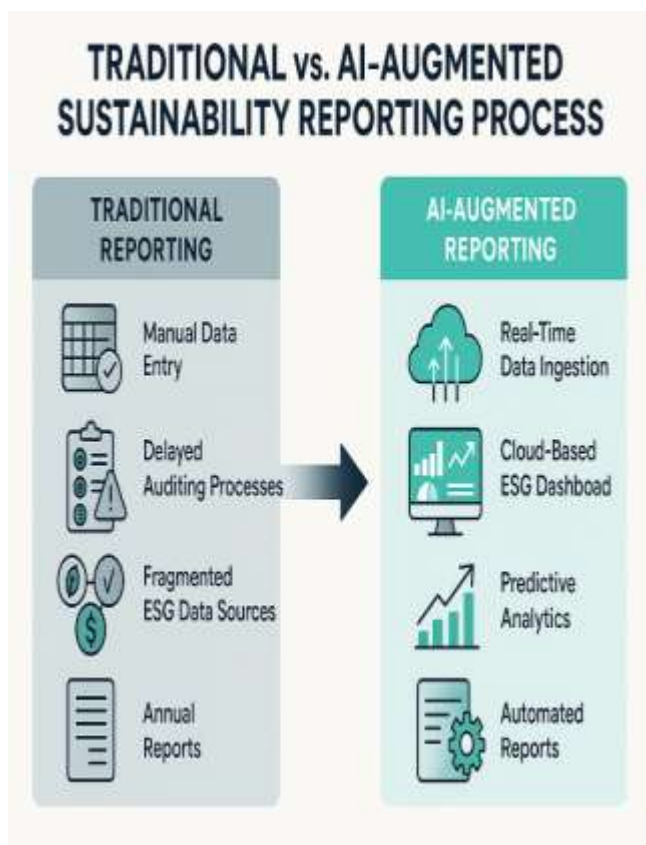 TRADITIONAL vs. AI-AUGMENTED
SUSTAINABILITY REPORTING PROCESS
TRADITIONAL
REPORTING
Manual Data
Entry
Delayed
Auditing Processes
Fragmented
ESG Data Sources
Annual
Reports
AI-AUGMENTED
REPORTING
Real-Time
Data Ingestion
Cloud-Based
ESG Dashboad
Predictive
Analytics
Automated
Reports